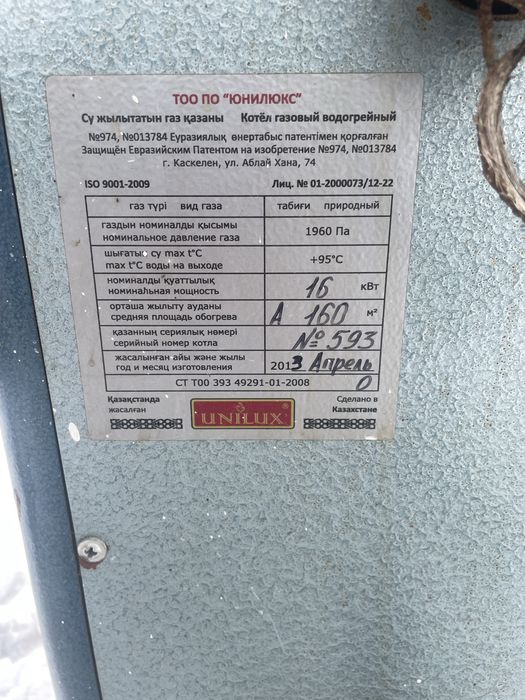 ТОО ПО "ЮНИЛЮКС"
Су жылытатын газ қазаны Котёл газовый водогрейный
№974, №013784 Еуразиялық өнертабыс патентімен қорғалған
Защищён Евразийским Патентом на изобретение №974, №013784
г. Каскелен, ул. Аблай Хана, 74
ISO 9001-2009 Лиц. № 01-2000073/12-22
газ түрі вид газа табиғи природный
газдын номиналды қысымы
номинальное давление газа 1960 Па
шығатын су max t°C
max t°C воды на выходе +95°C
номиналды қуаттылық
номинальная мощность 16 кВт
орташа жылыту ауданы
средняя площадь обогрева А 160 м²
қазанның сериялық нөмері
серийный номер котла №593
жасалынған айы және жылы
год и месяц изготовления 2013 Апрель
СТ ТОО 393 49291-01-2008 0
Қазақстанда
жасалған
UNILUX®
Сделано в
Казахстане